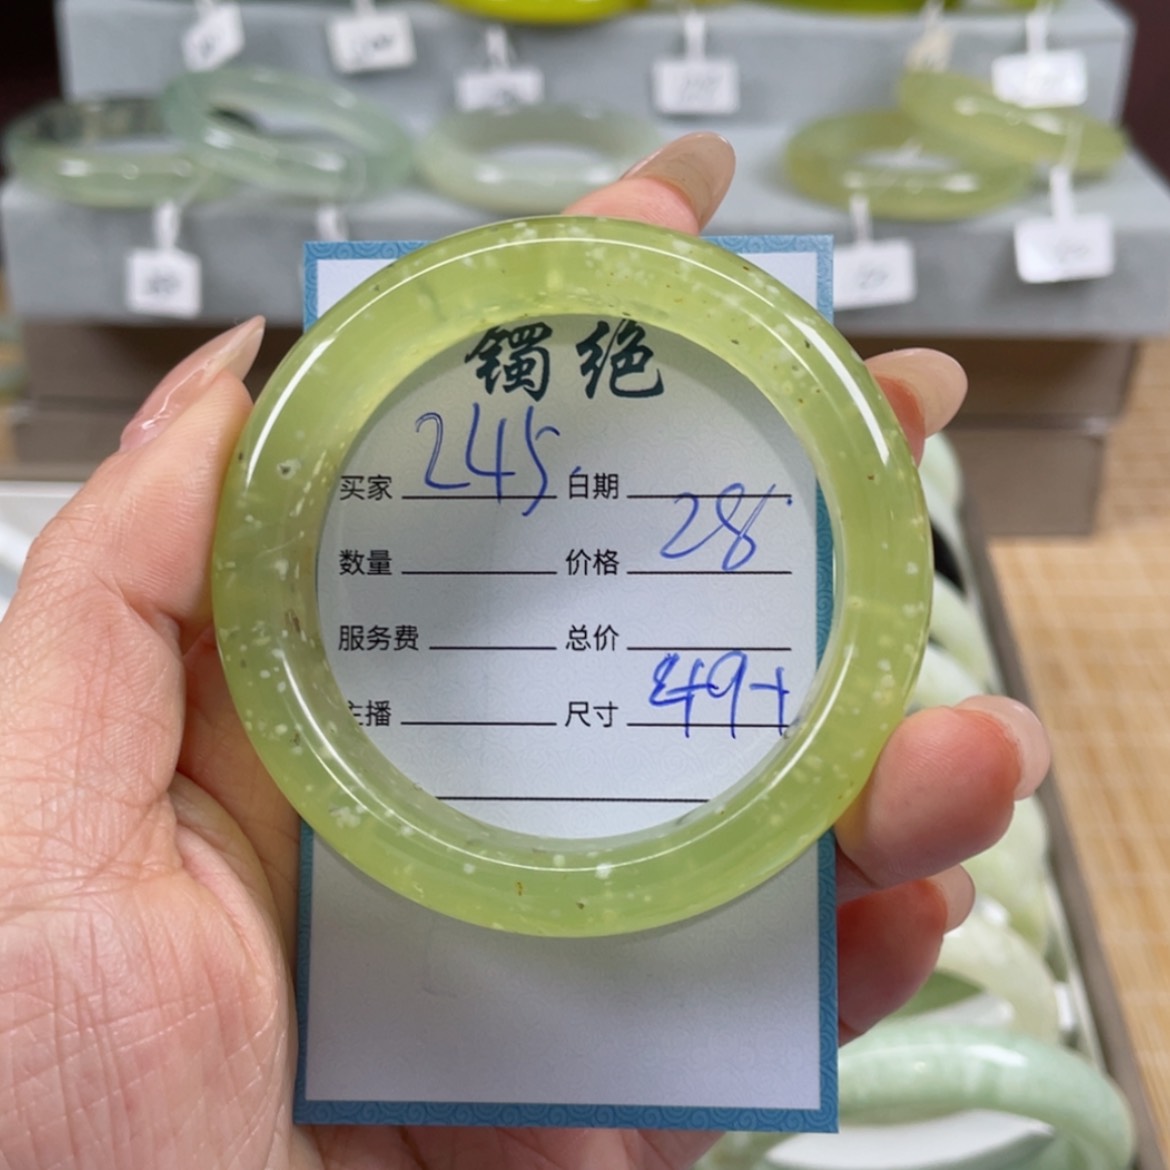 镯绝
买家 245 日期
数量 价格 28
服务费 总价
主播 尺寸 49+